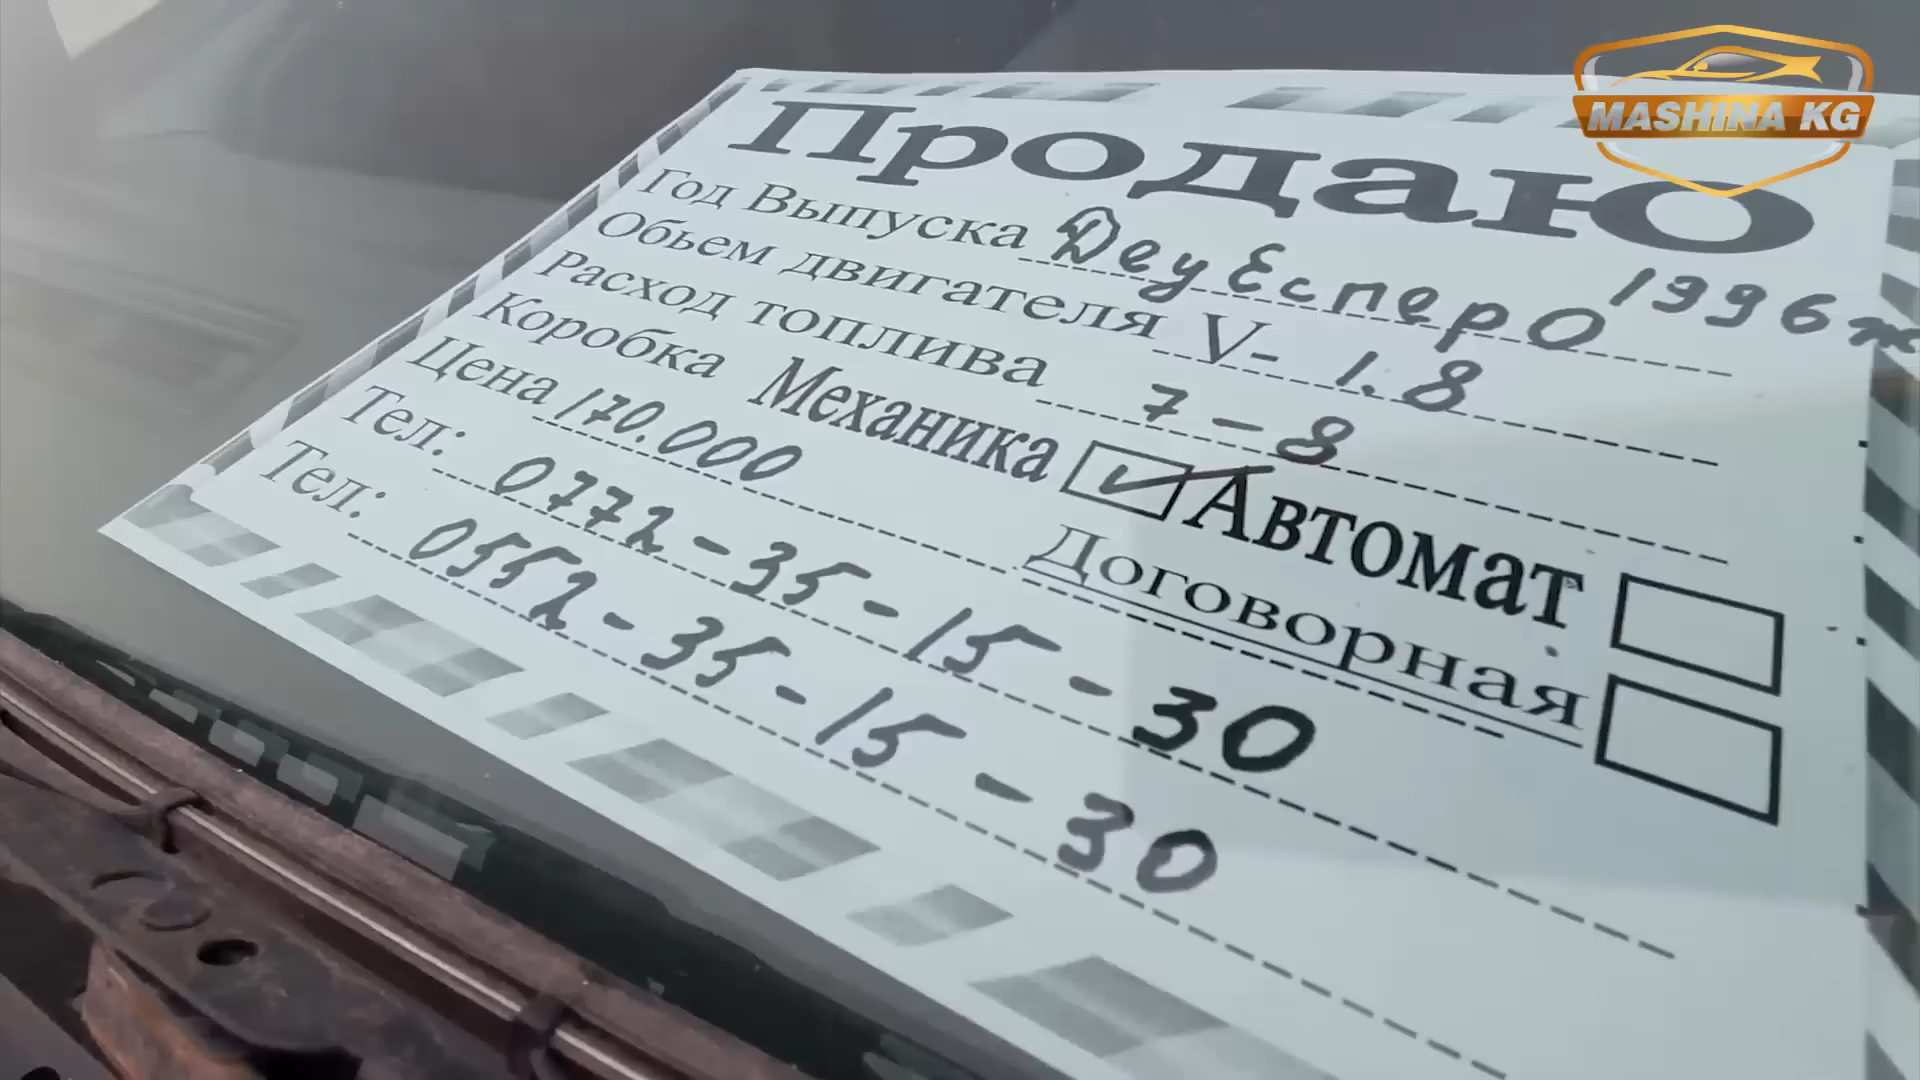 MASHINA KG
Продаю
Год Выпуска Деу Есперо 1996
Обьем двигателя V- 1.8
Расход топлива 7-8
Коробка Механика Автомат
Цена 170.000 Договорная
Тел: 0772-35-15-30
Тел: 0552-35-15-30